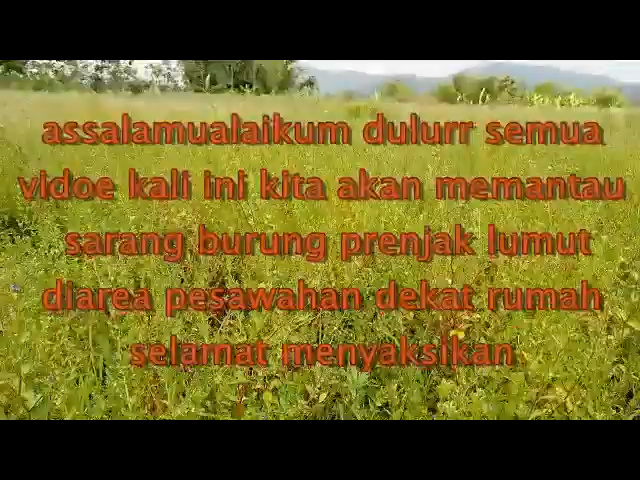 assalamualaikum dulurr semua
vidoe kali ini kita akan memantau
sarang burung prenjak lumut
diarea pesawahan dekat rumah
selamat menyaksikan